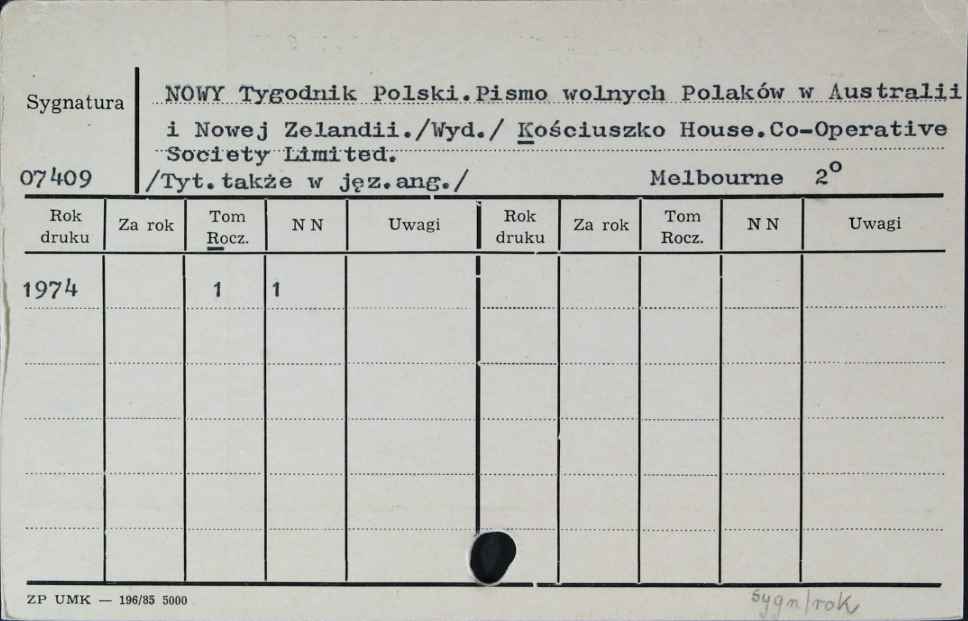 Sygnatura
NOWY Tygodnik Polski.Pismo wolnych Polaków w Australii
i Nowej Zelandii./Wyd./ Kościuszko House.Co-Operative
Society Limited.
07409 /Tyt.także w jęz.ang./ Melbourne 2º
Rok druku Za rok Tom Rocz. N N Uwagi Rok druku Za rok Tom Rocz. N N Uwagi
1974 1 1
ZP UMK — 196/85 5000
sygn/rok